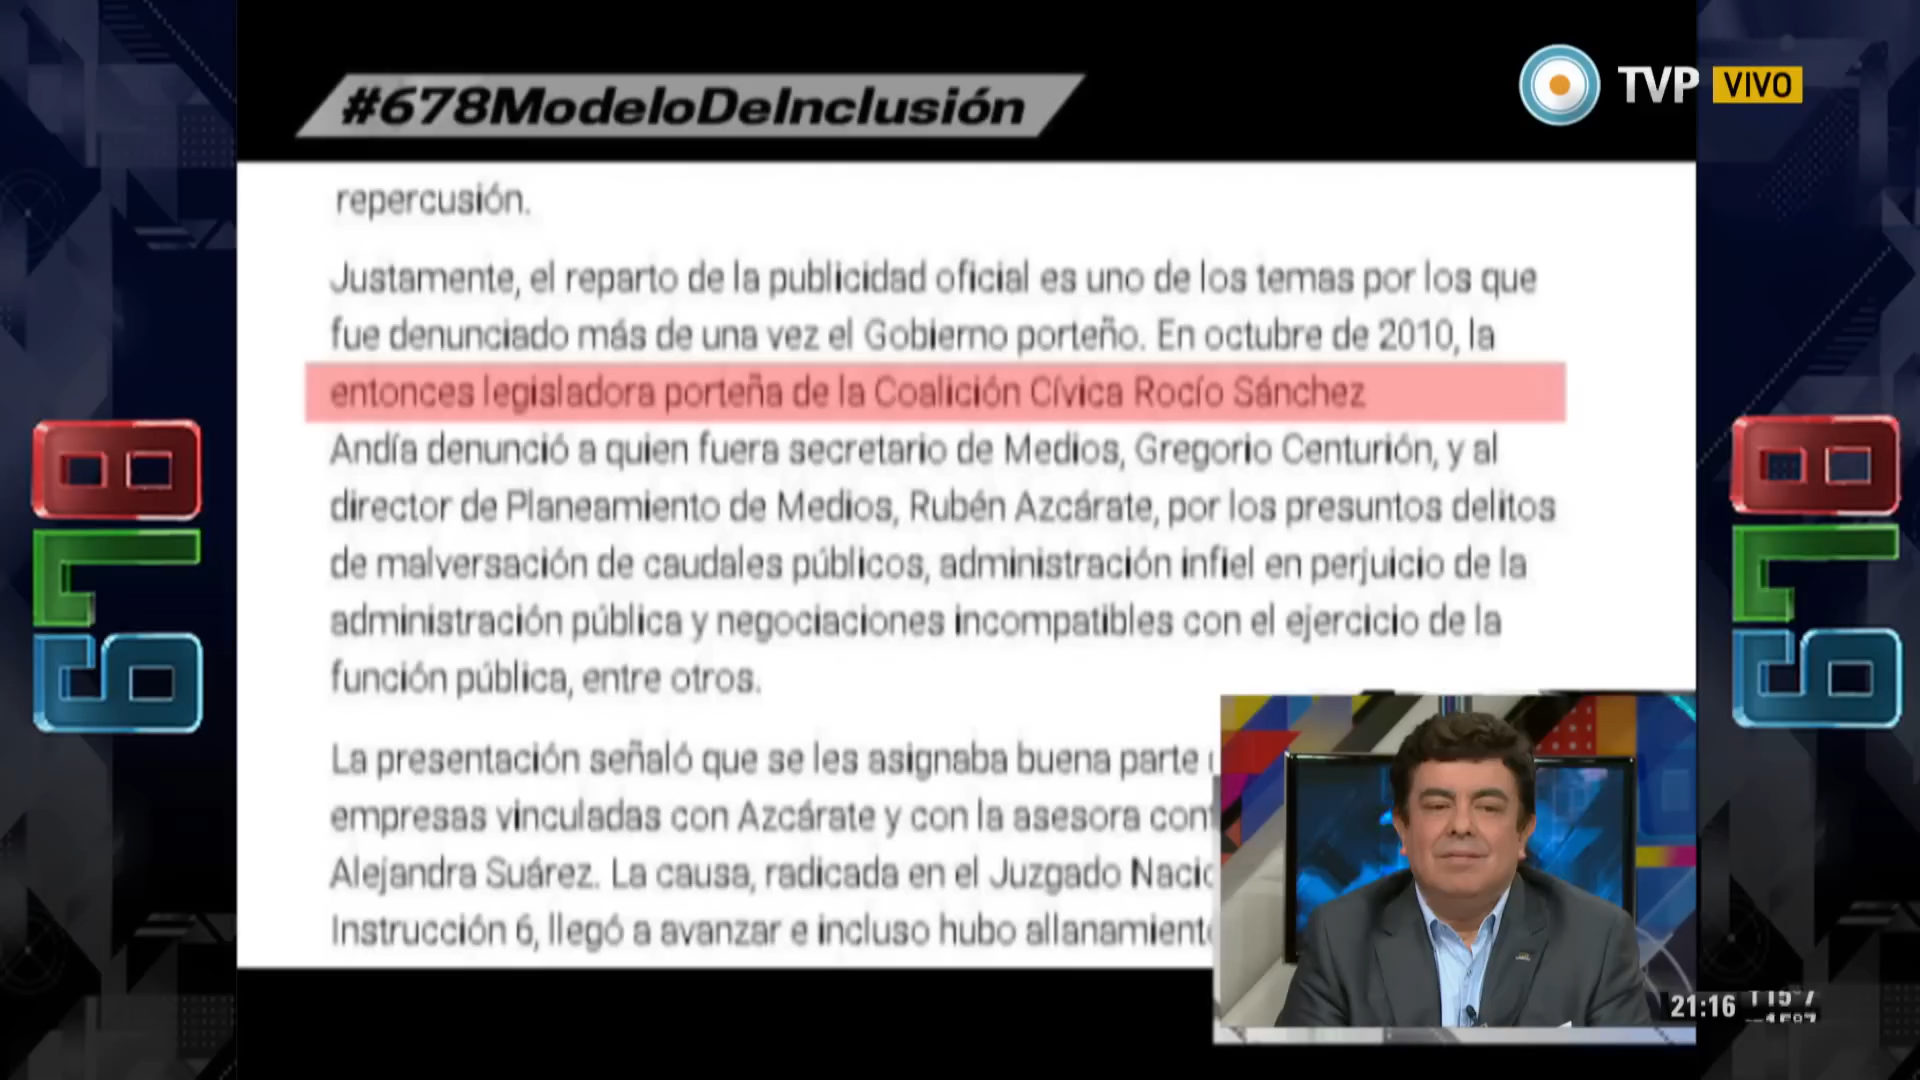 #678ModeloDeInclusión
TVP VIVO
repercusión.
Justamente, el reparto de la publicidad oficial es uno de los temas por los que
fue denunciado más de una vez el Gobierno porteño. En octubre de 2010, la
entonces legisladora porteña de la Coalición Cívica Rocío Sánchez
Andía denunció a quien fuera secretario de Medios, Gregorio Centurión, y al
director de Planeamiento de Medios, Rubén Azcárate, por los presuntos delitos
de malversación de caudales públicos, administración infiel en perjuicio de la
administración pública y negociaciones incompatibles con el ejercicio de la
función pública, entre otros.
La presentación señaló que se les asignaba buena parte
empresas vinculadas con Azcárate y con la asesora cont
Alejandra Suárez. La causa, radicada en el Juzgado Nacio
Instrucción 6, llegó a avanzar e incluso hubo allanamient
678
678
21:16